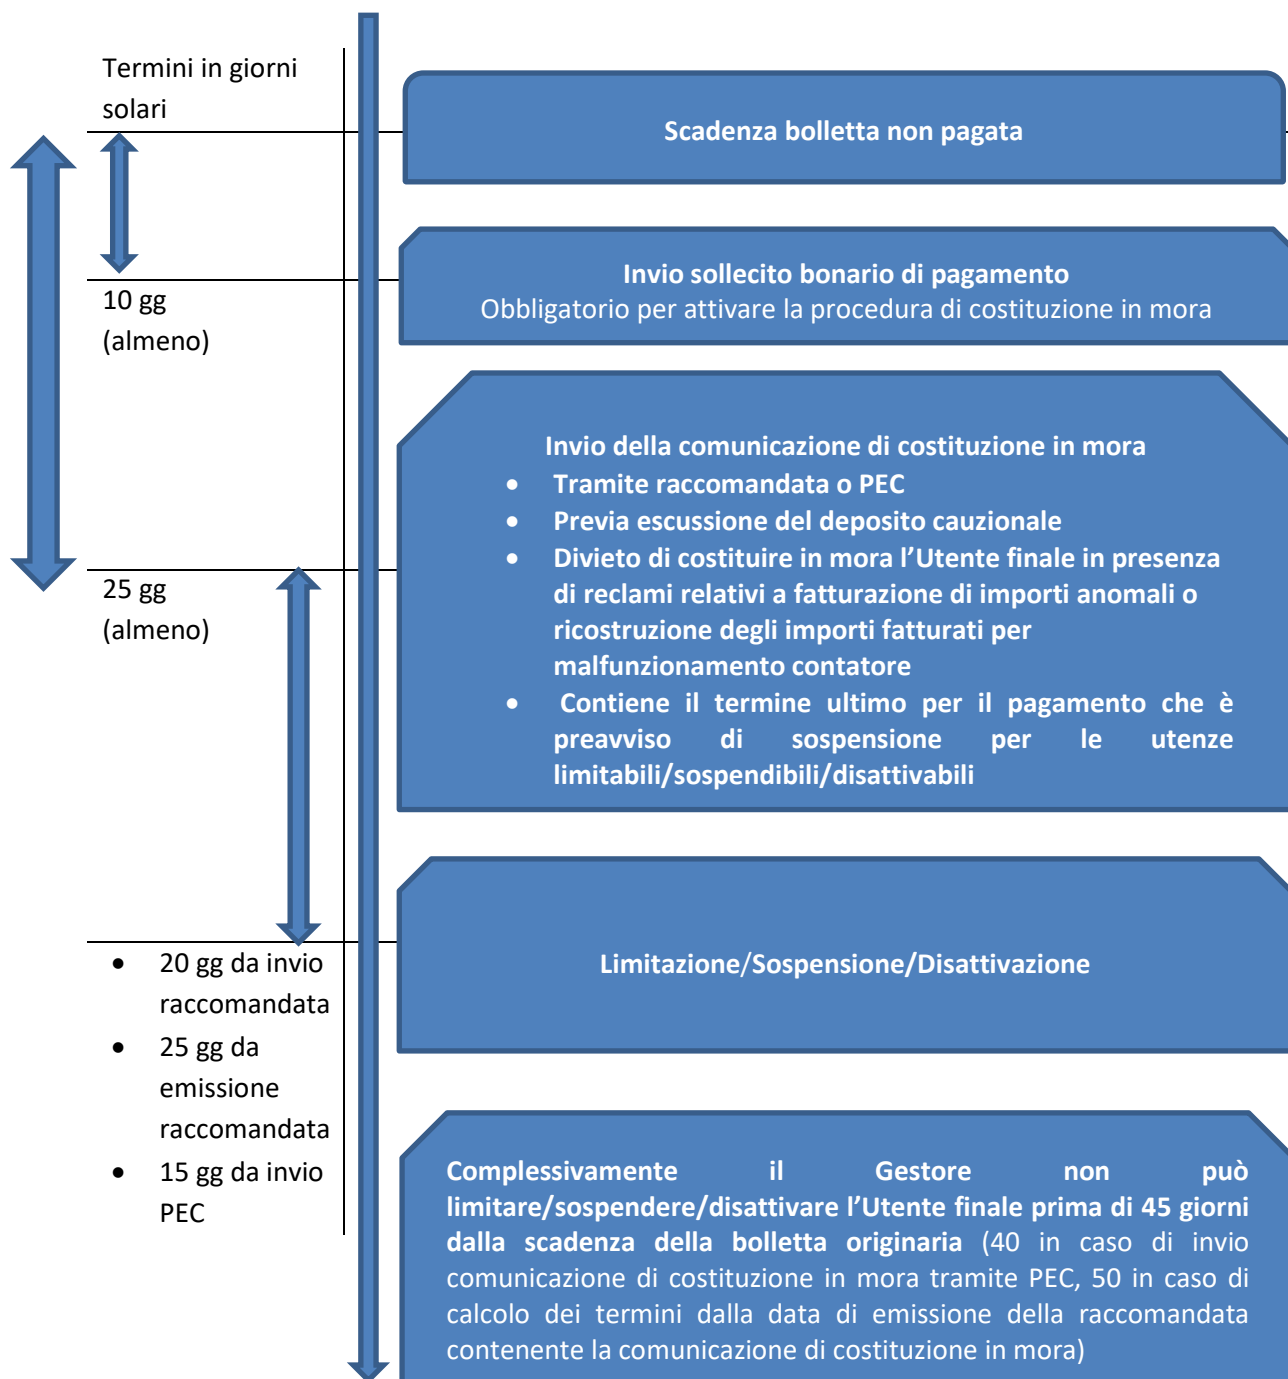 Termini in giorni
solari
Scadenza bolletta non pagata
Invio sollecito bonario di pagamento
Obbligatorio per attivare la procedura di costituzione in mora
10 gg
(almeno)
Invio della comunicazione di costituzione in mora
• Tramite raccomandata o PEC
• Previa escussione del deposito cauzionale
• Divieto di costituire in mora l’Utente finale in presenza
di reclami relativi a fatturazione di importi anomali o
ricostruzione degli importi fatturati per
malfunzionamento contatore
• Contiene il termine ultimo per il pagamento che è
preavviso di sospensione per le utenze
limitabili/sospendibili/disattivabili
25 gg
(almeno)
Limitazione/Sospensione/Disattivazione
• 20 gg da invio
raccomandata
• 25 gg da
emissione
raccomandata
• 15 gg da invio
PEC
Complessivamente il Gestore non può
limitare/sospendere/disattivare l’Utente finale prima di 45 giorni
dalla scadenza della bolletta originaria (40 in caso di invio
comunicazione di costituzione in mora tramite PEC, 50 in caso di
calcolo dei termini dalla data di emissione della raccomandata
contenente la comunicazione di costituzione in mora)